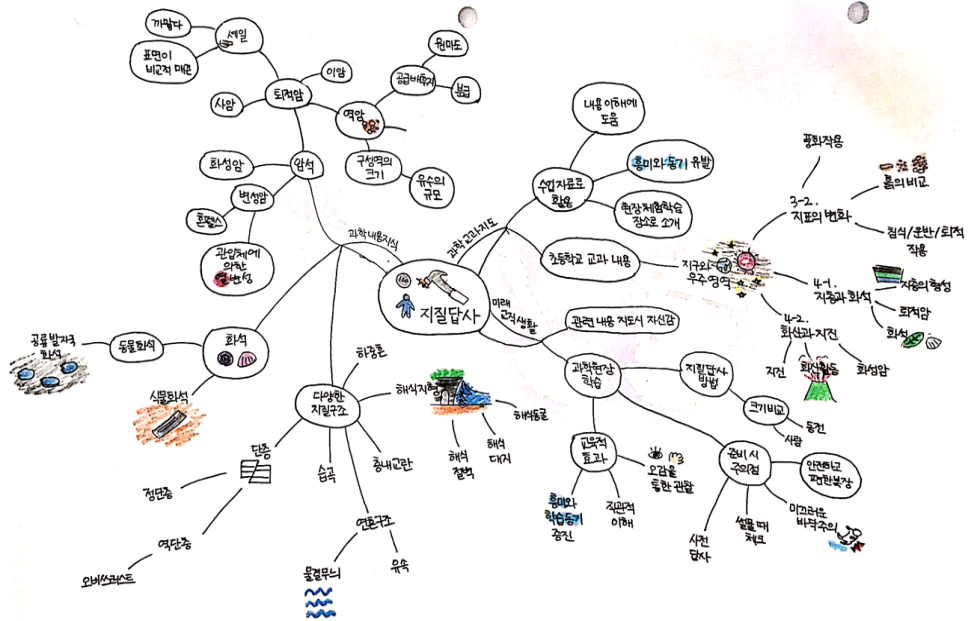 까맣다
셰일
표면이
비교적 매끈
퇴적암
이암
사암
역암
공급배후지
원마도
분급
구성역의
크기
유수의
규모
암석
화성암
변성암
혼펠스
관입체에
의한
변성
과학내용지식
과학교과지도
미래
교직생활
지질답사
수업자료로
활용
내용이해에
도움
흥미와 동기 유발
현장체험학습
장소로 소개
초등학교 교과 내용
지구와
우주 영역
3-2.
지표의 변화
풍화작용
흙의 비교
침식/운반/퇴적
작용
4-1.
지층과 화석
지층의 형성
퇴적암
화석
4-2.
화산과 지진
지진
화산활동
화성암
관련 내용 지도시 자신감
과학현장
학습
지질답사
방법
크기비교
동전
사람
교육적
효과
오감을
통한 관찰
흥미와
학습동기
증진
직관적
이해
준비 시
주의점
안전하고
편한복장
미끄러운
바닥주의
썰물 때
체크
사전
답사
화석
동물화석
공룡 발자국
화석
식물화석
다양한
지질구조
하중흔
해식지형
해식동굴
해식
대지
해식
절벽
층내교란
습곡
단층
정단층
역단층
오버쓰러스트
연흔구조
물결무늬
유속